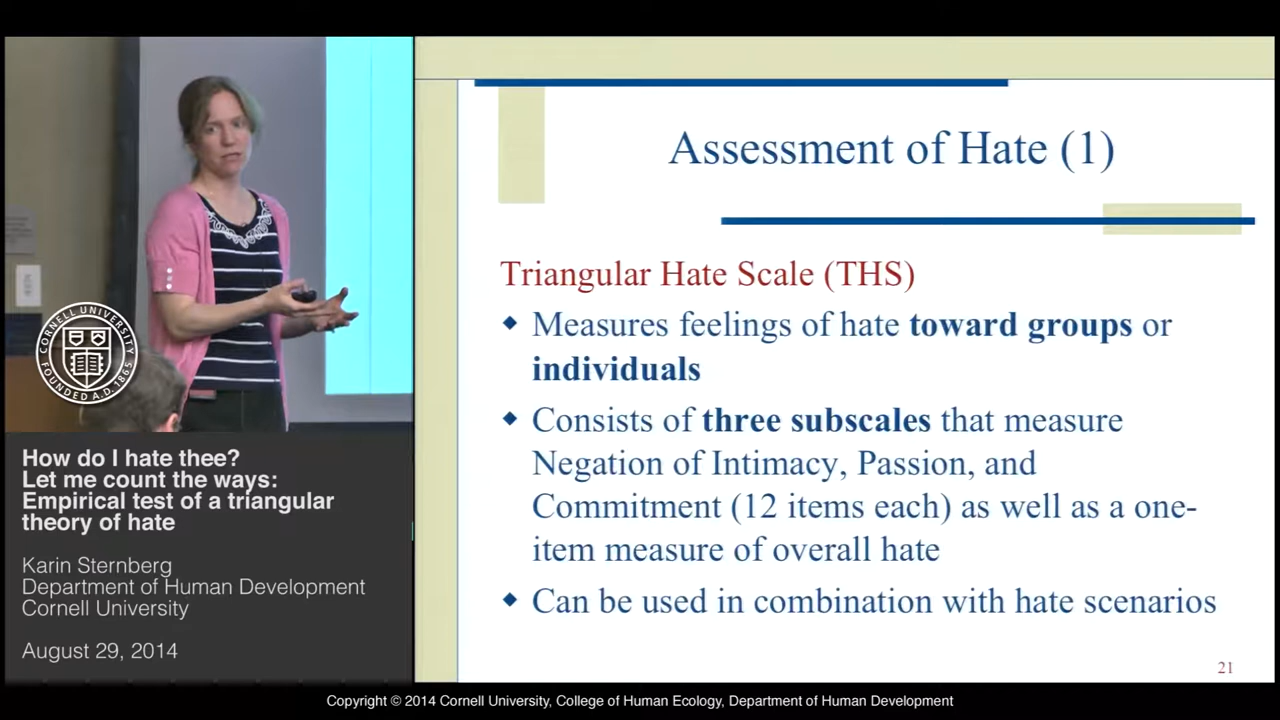 Assessment of Hate (1)
Triangular Hate Scale (THS)
Measures feelings of hate toward groups or
individuals
Consists of three subscales that measure
Negation of Intimacy, Passion, and
Commitment (12 items each) as well as a one-
item measure of overall hate
Can be used in combination with hate scenarios
21
CORNELL UNIVERSITY
FOUNDED A.D. 1865
How do I hate thee?
Let me count the ways:
Empirical test of a triangular
theory of hate
Karin Sternberg
Department of Human Development
Cornell University
August 29, 2014
Copyright © 2014 Cornell University, College of Human Ecology, Department of Human Development